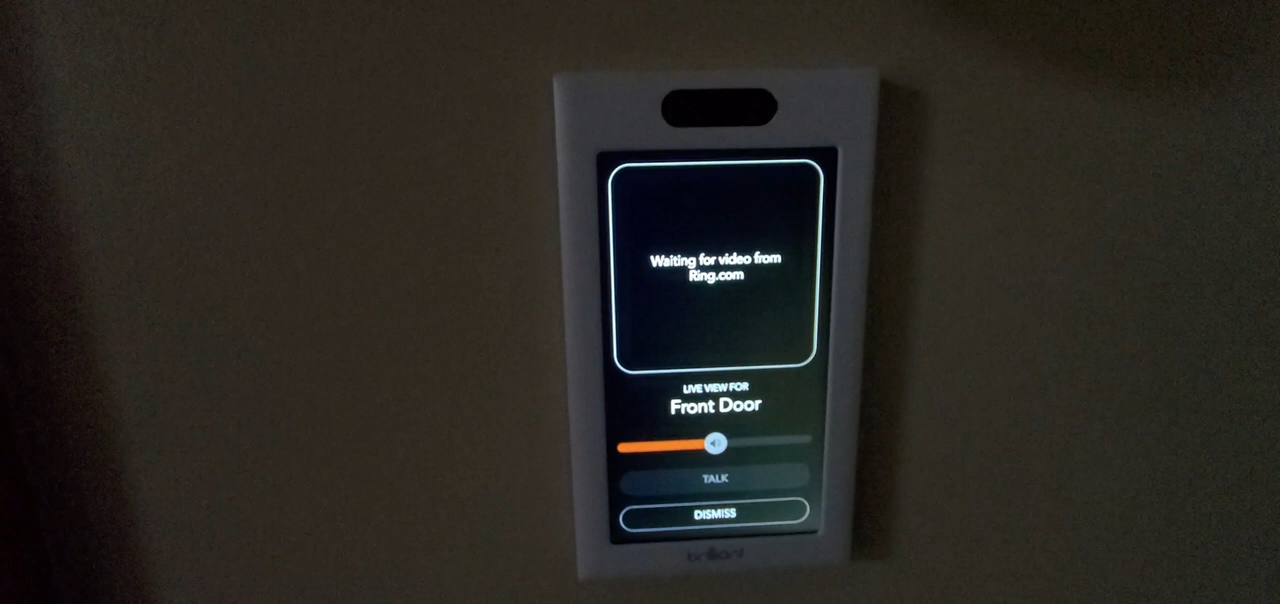 Waiting for video from
Ring.com
LIVE VIEW FOR
Front Door
TALK
DISMISS
brilliant